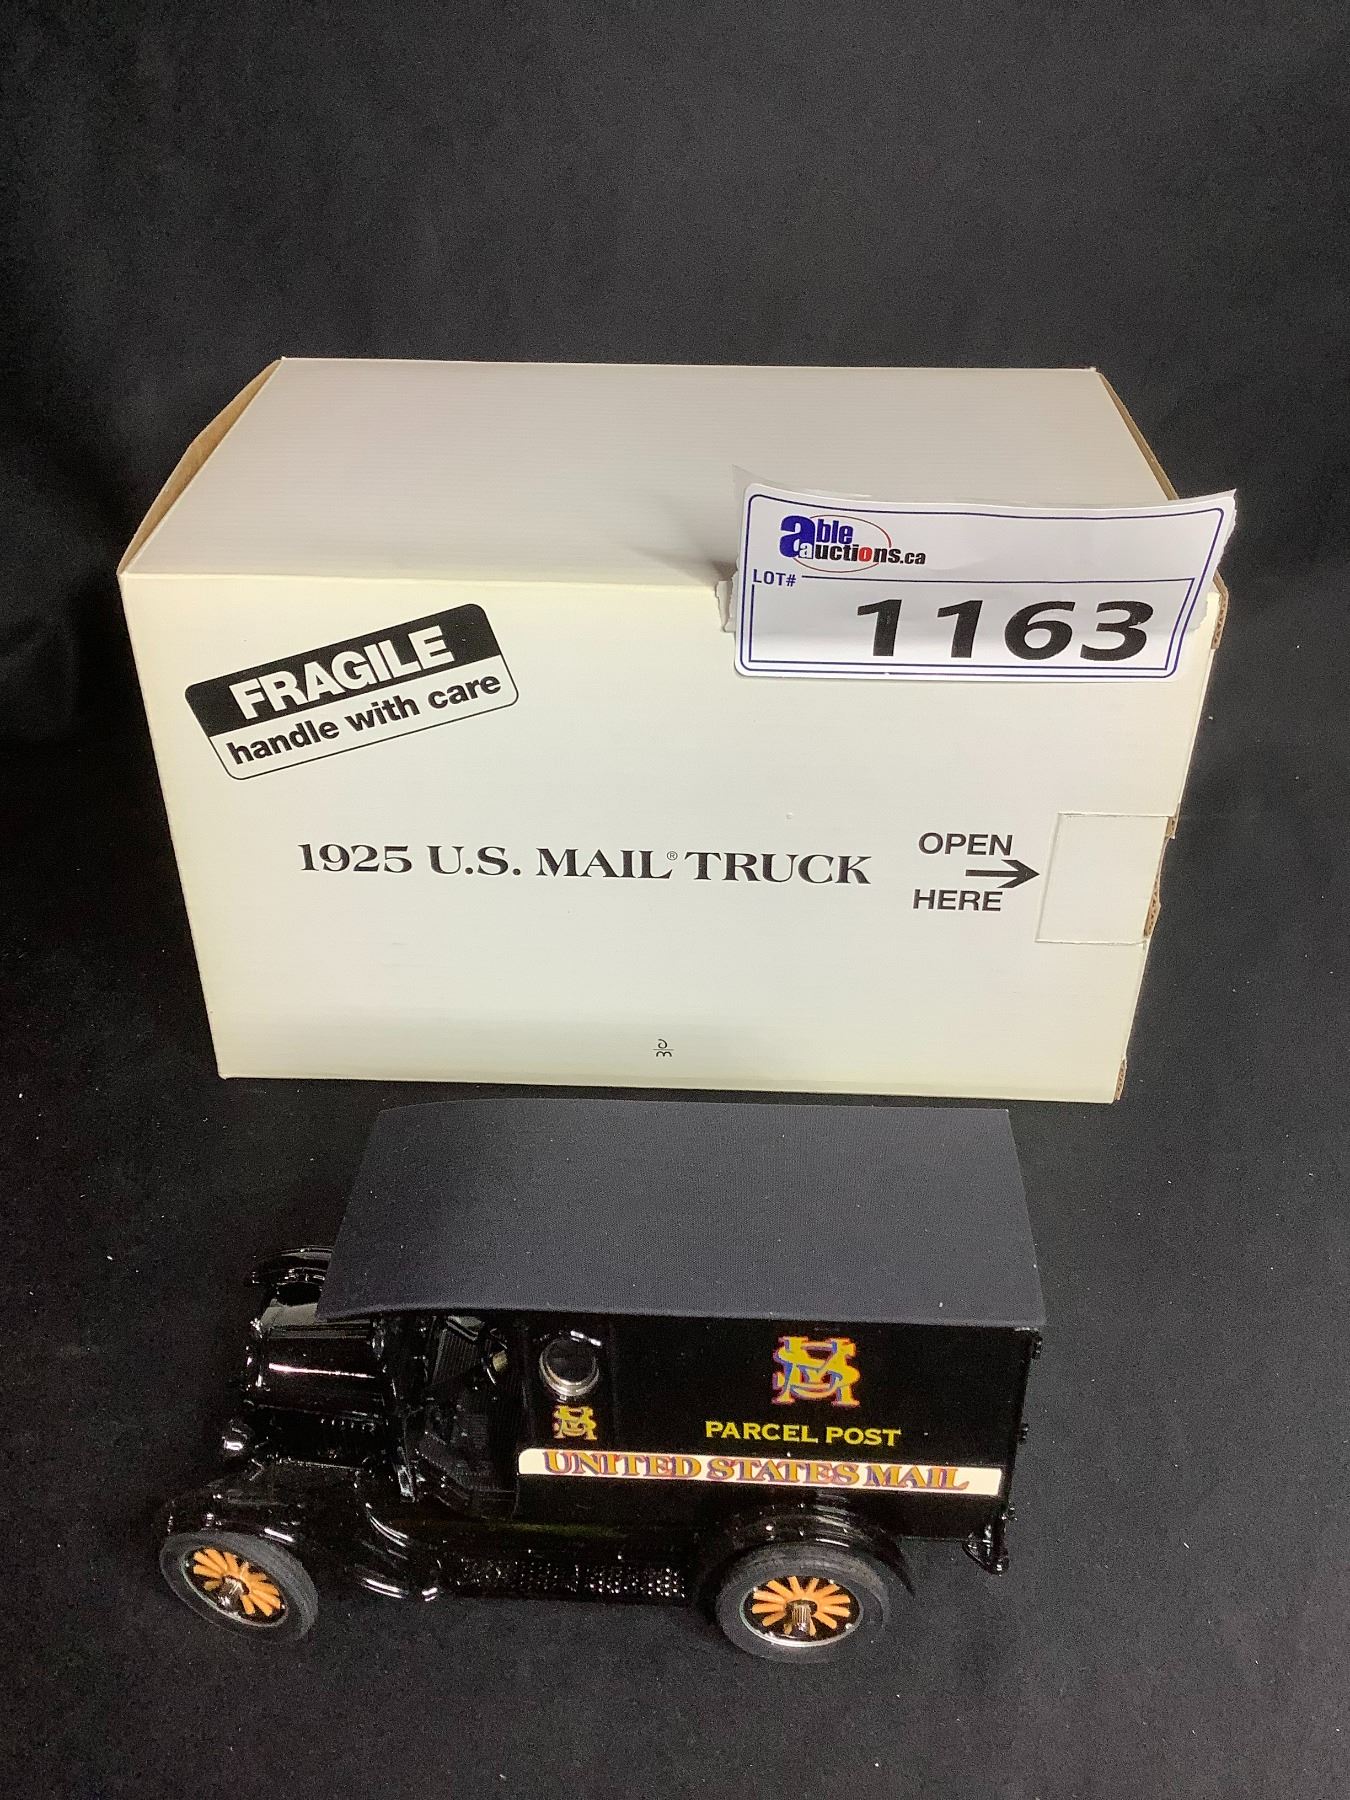 able
auctions.ca
LOT#
1163
FRAGILE
handle with care
1925 U.S. MAIL® TRUCK
OPEN
HERE
PARCEL POST
UNITED STATES MAIL